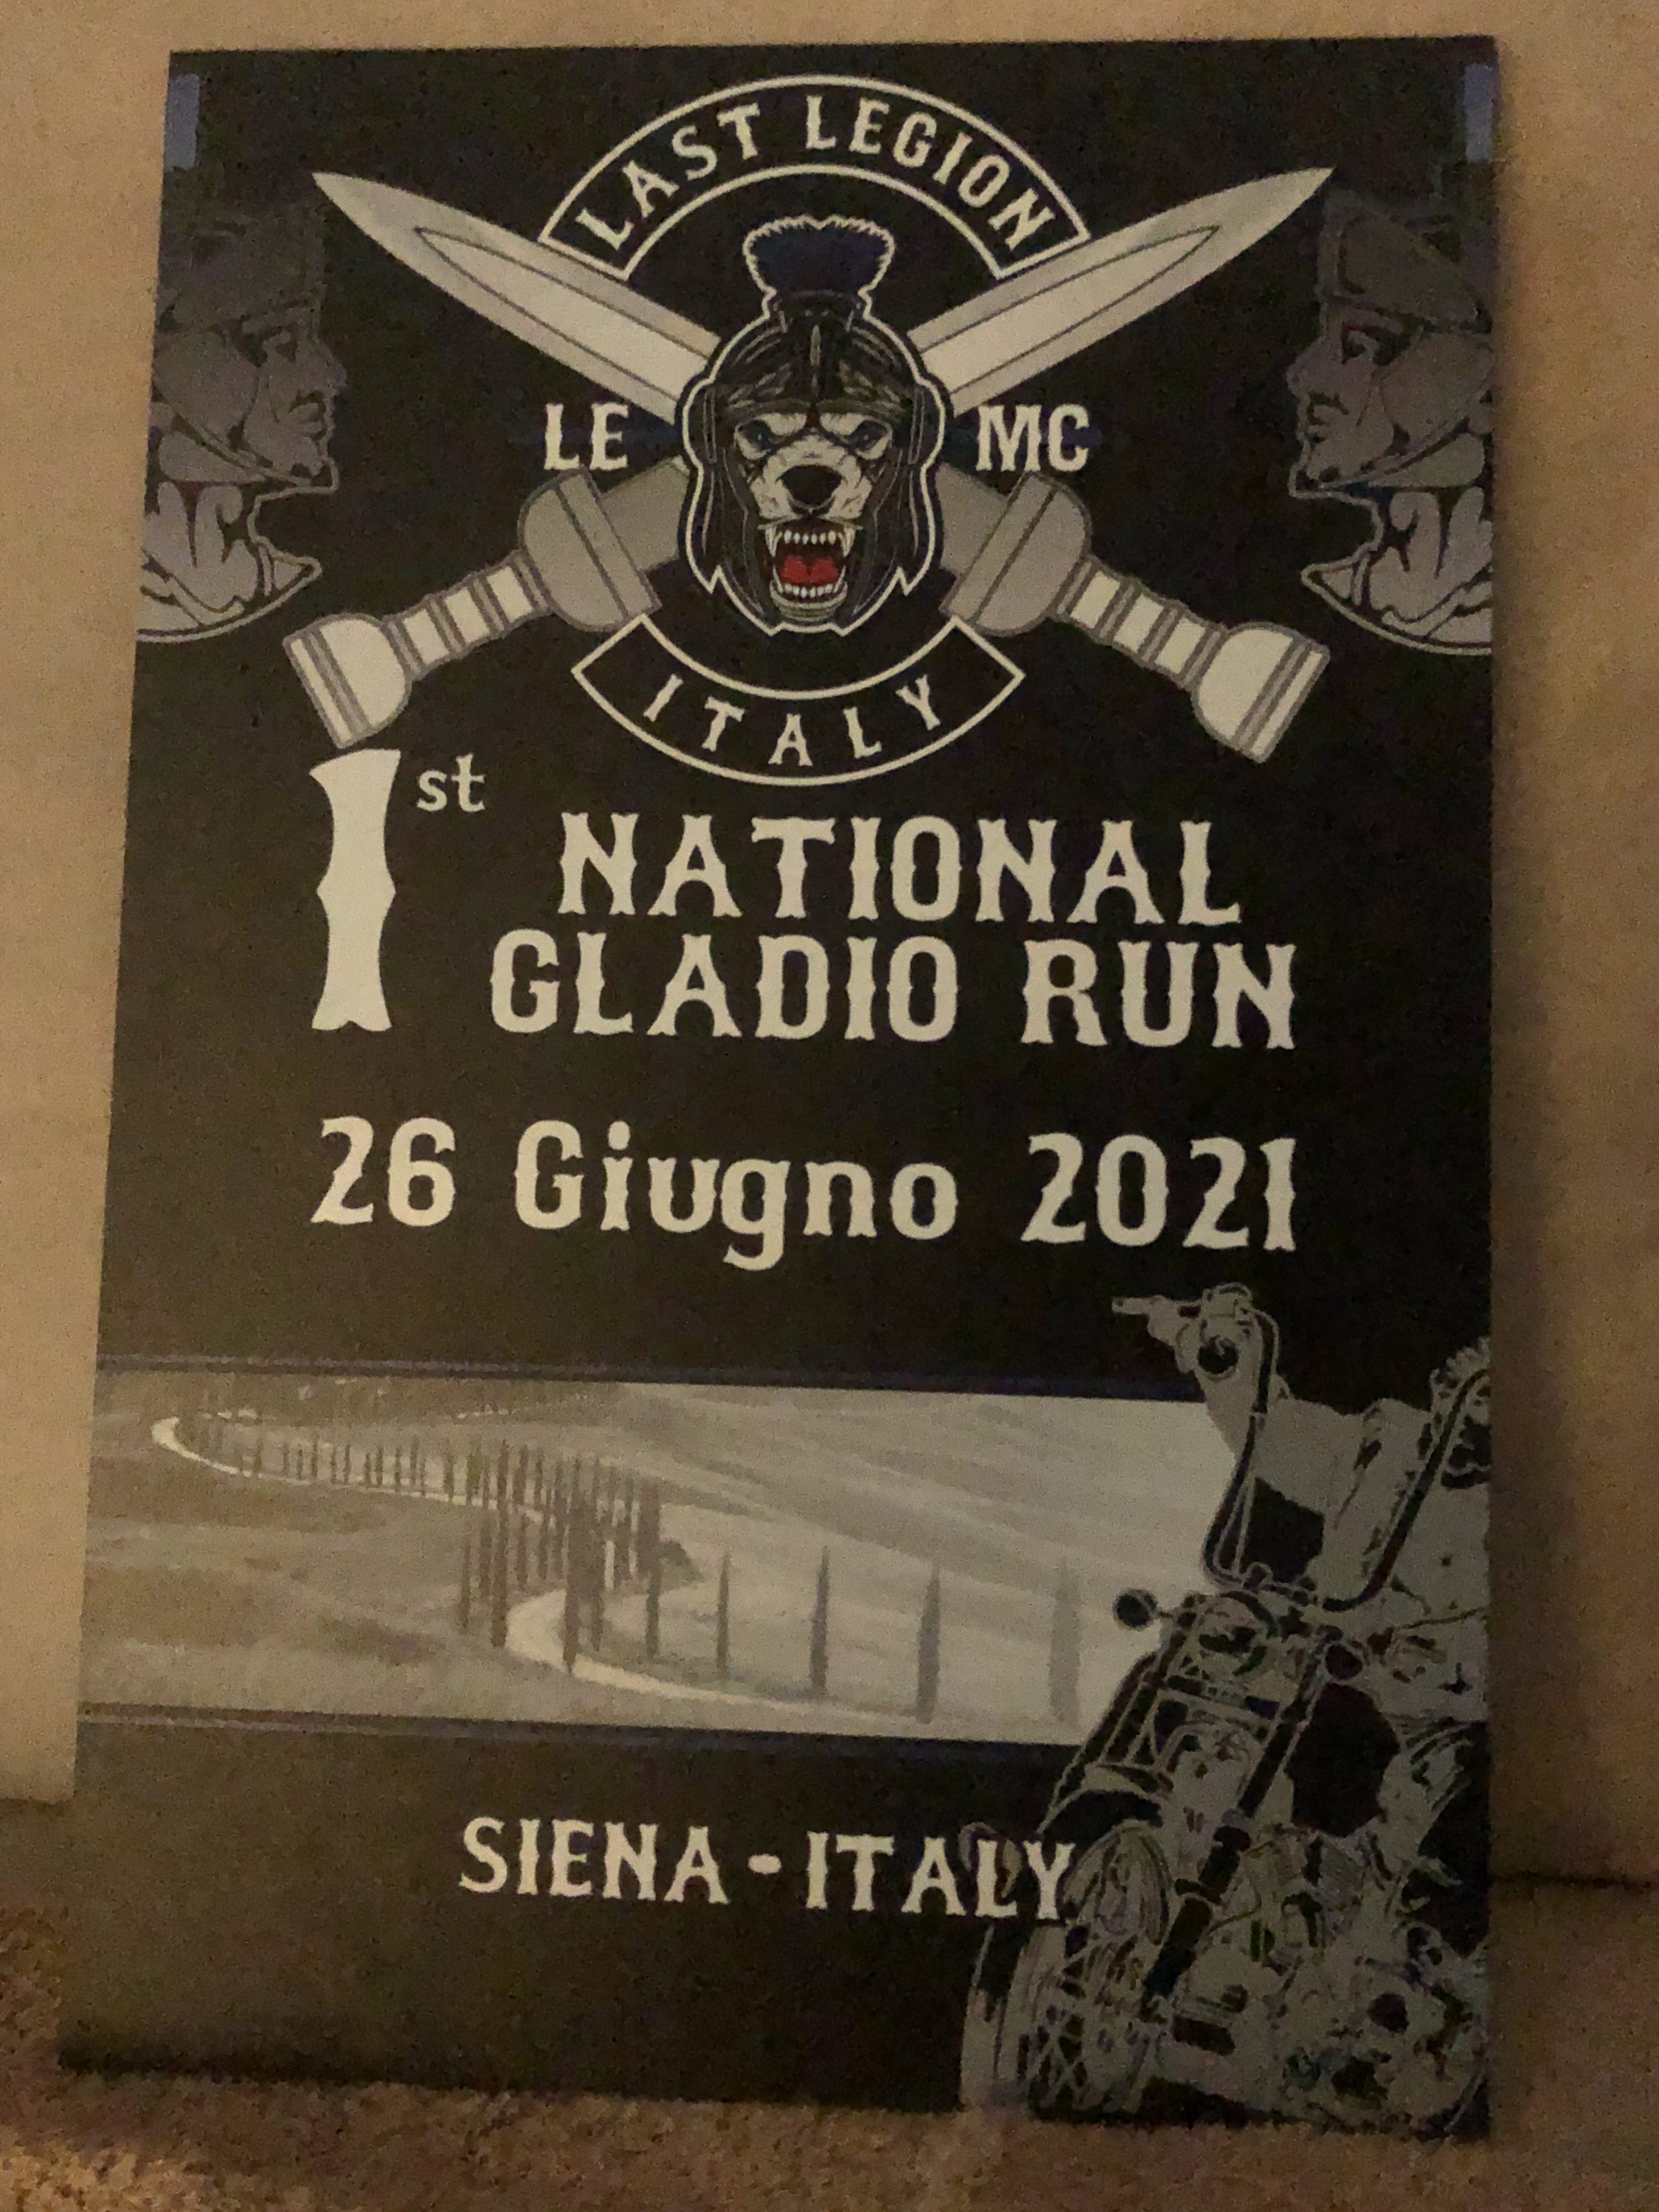 LAST LEGION
LE MC
ITALY
1st NATIONAL
GLADIO RUN
26 Giugno 2021
SIENA - ITALY